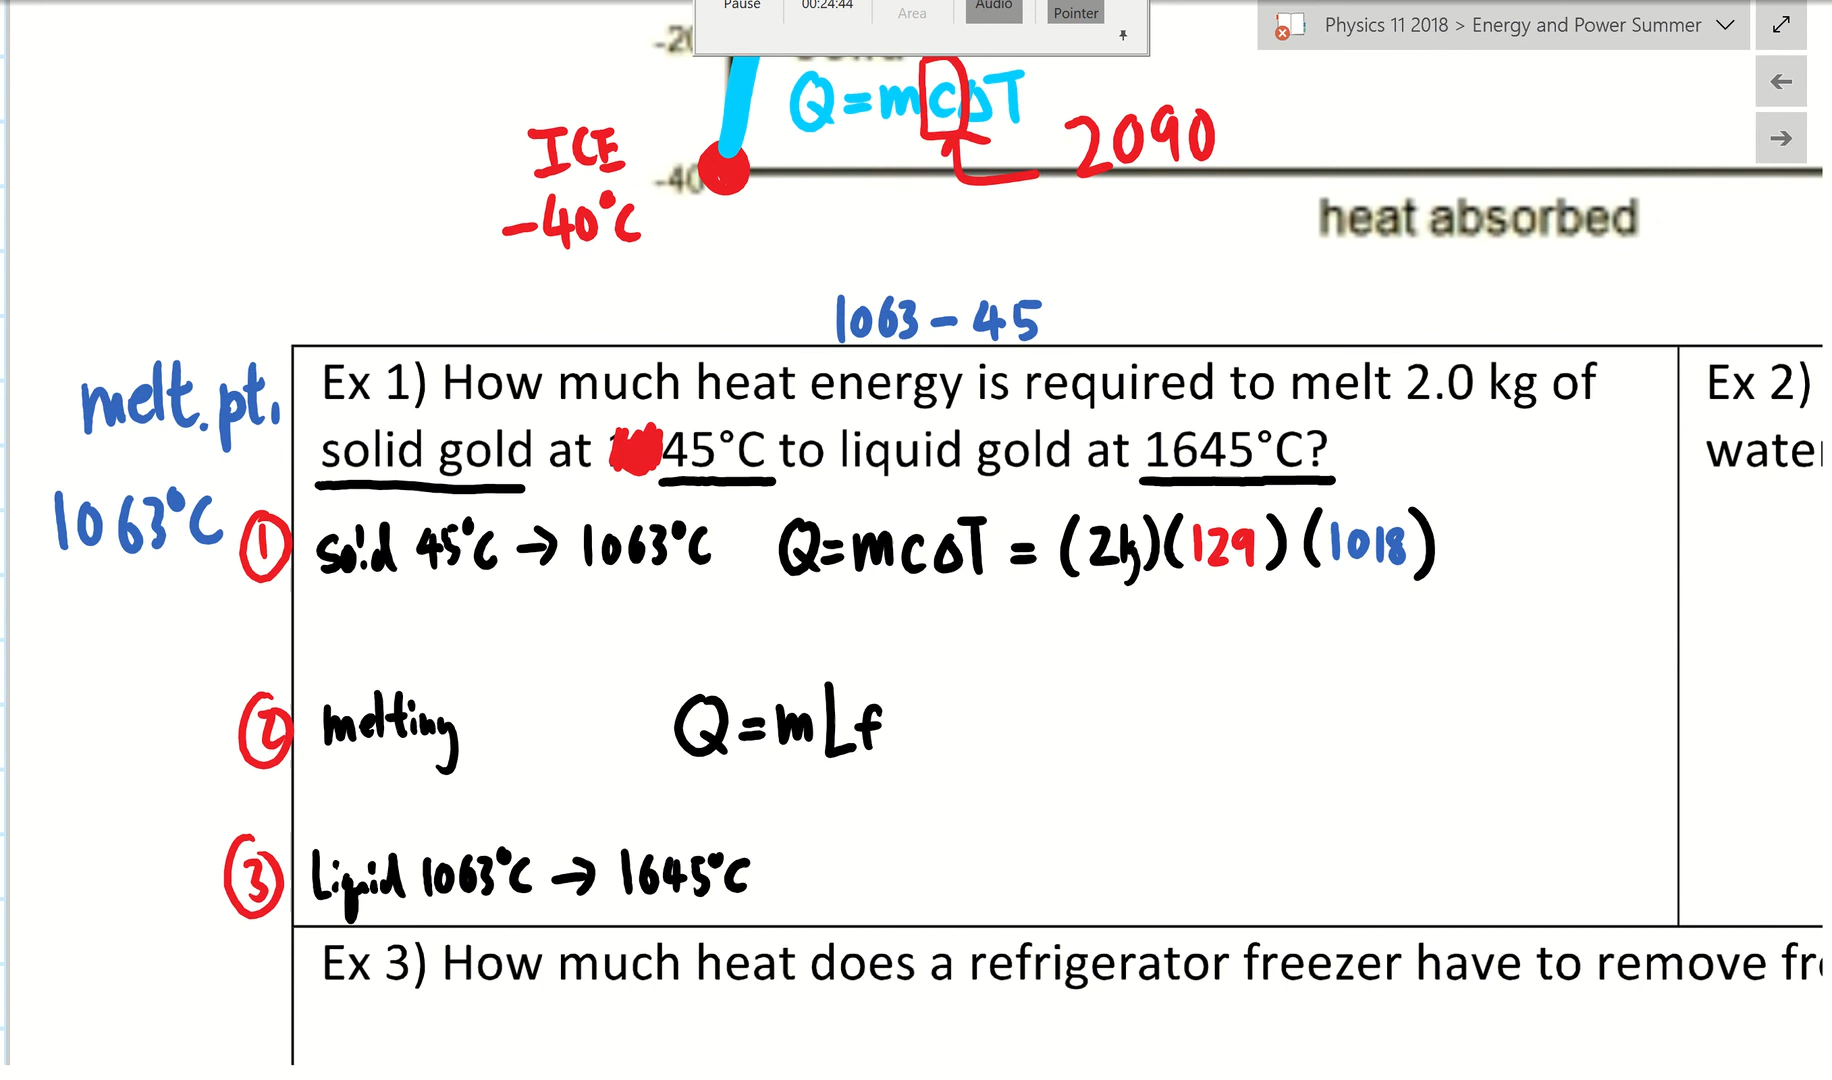 Pause 00:24:44 Area Audio Pointer
Physics 11 2018 > Energy and Power Summer
Q=mcΔT
2090
ICE
-40°C
-40
heat absorbed
1063-45
melt.pt.
1063°C
Ex 1) How much heat energy is required to melt 2.0 kg of
solid gold at 45°C to liquid gold at 1645°C?
① Solid 45°C → 1063°C Q=mcΔT = (2kg)(129)(1018)
② melting Q=mLf
③ Liquid 1063°C → 1645°C
Ex 2)
Ex 3) How much heat does a refrigerator freezer have to remove